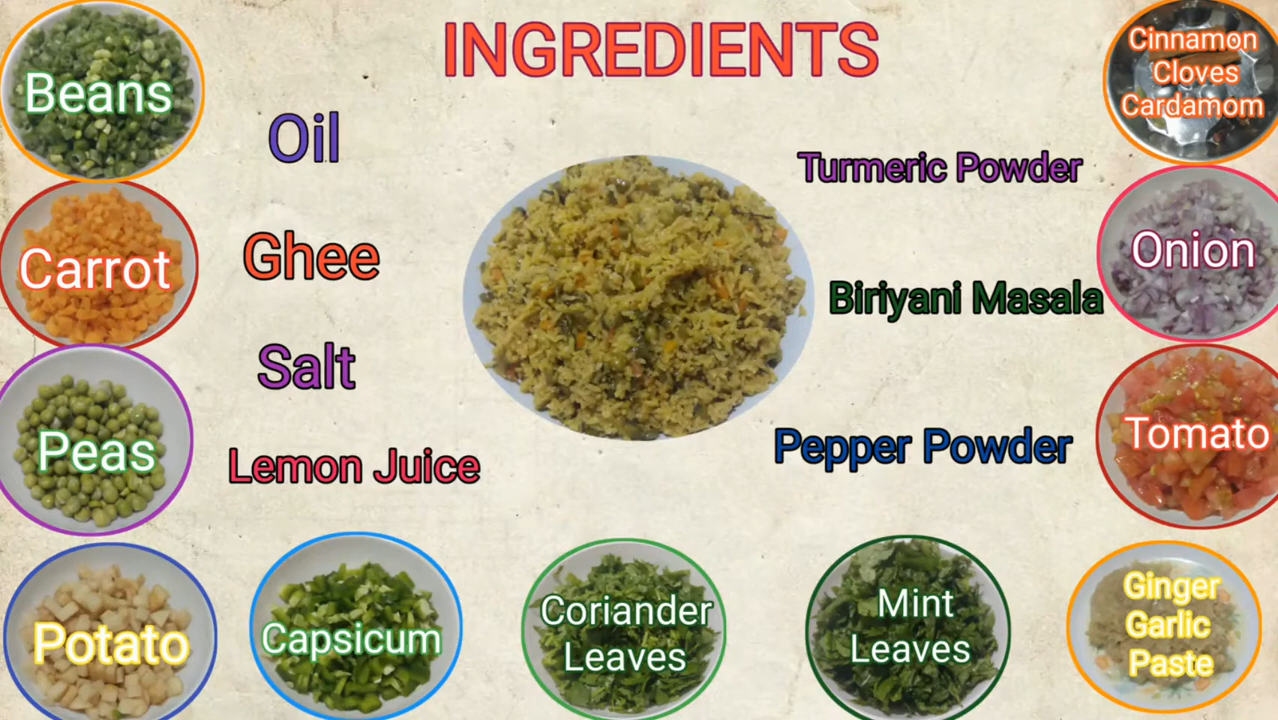 INGREDIENTS
Beans
Carrot
Peas
Potato
Oil
Ghee
Salt
Lemon Juice
Turmeric Powder
Biriyani Masala
Pepper Powder
Cinnamon
Cloves
Cardamom
Onion
Tomato
Capsicum
Coriander
Leaves
Mint
Leaves
Ginger
Garlic
Paste